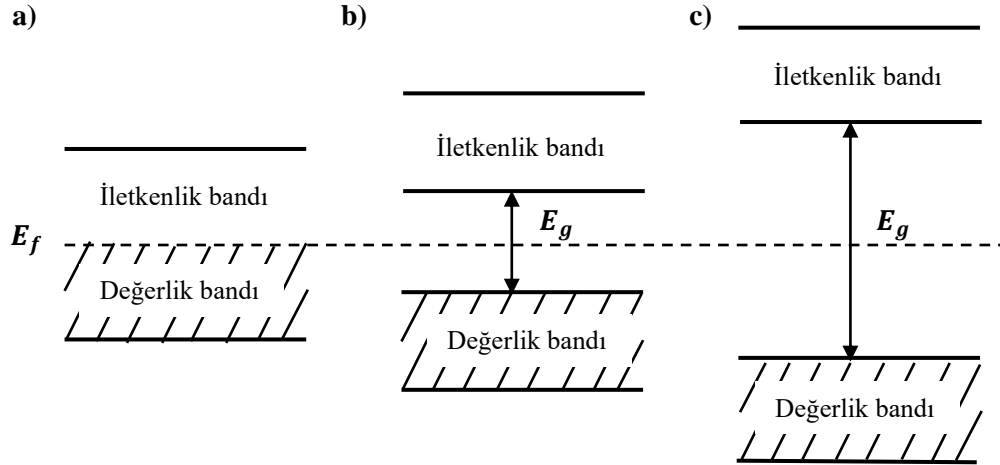 a)
İletkenlik bandı
E_f
Değerlik bandı
b)
İletkenlik bandı
E_g
Değerlik bandı
c)
İletkenlik bandı
E_g
Değerlik bandı